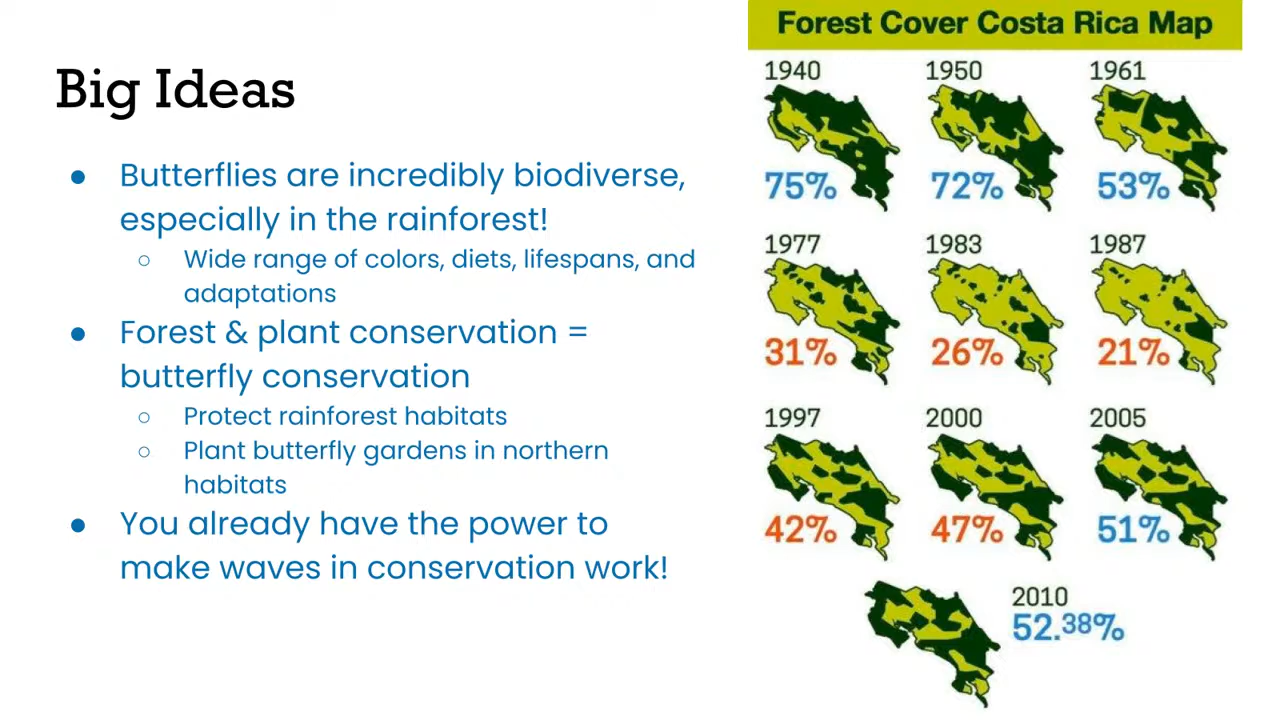 Big Ideas
● Butterflies are incredibly biodiverse,
especially in the rainforest!
○ Wide range of colors, diets, lifespans, and
adaptations
● Forest & plant conservation =
butterfly conservation
○ Protect rainforest habitats
○ Plant butterfly gardens in northern
habitats
● You already have the power to
make waves in conservation work!
Forest Cover Costa Rica Map
1940 1950 1961
75% 72% 53%
1977 1983 1987
31% 26% 21%
1997 2000 2005
42% 47% 51%
2010
52.38%